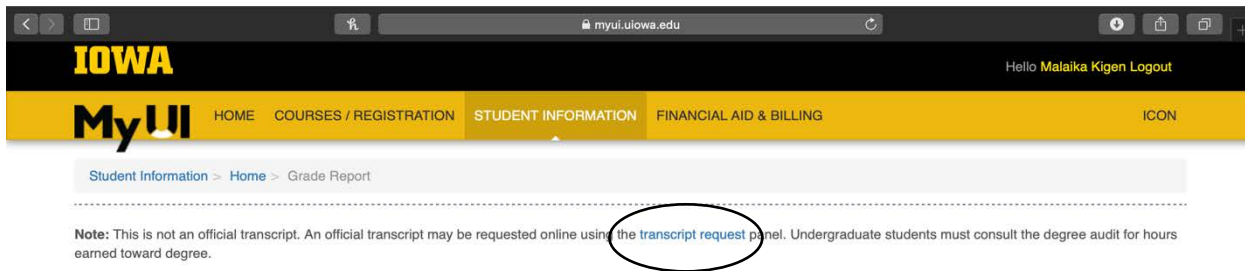 myui.uiowa.edu
IOWA
Hello Malaika Kigen Logout
MyUI HOME COURSES / REGISTRATION STUDENT INFORMATION FINANCIAL AID & BILLING ICON
Student Information > Home > Grade Report
Note: This is not an official transcript. An official transcript may be requested online using the transcript request panel. Undergraduate students must consult the degree audit for hours
earned toward degree.